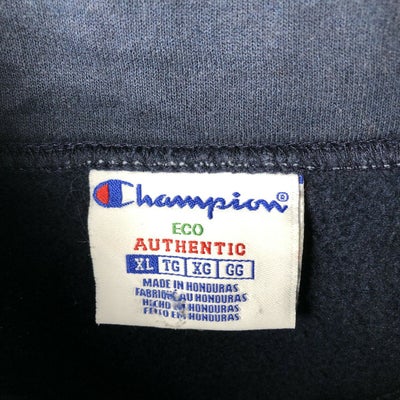 Champion®
ECO
AUTHENTIC
XL TG XG GG
MADE IN HONDURAS
FABRIQUÉ AU HONDURAS
HECHO EN HONDURAS
FEITO EM HONDURAS